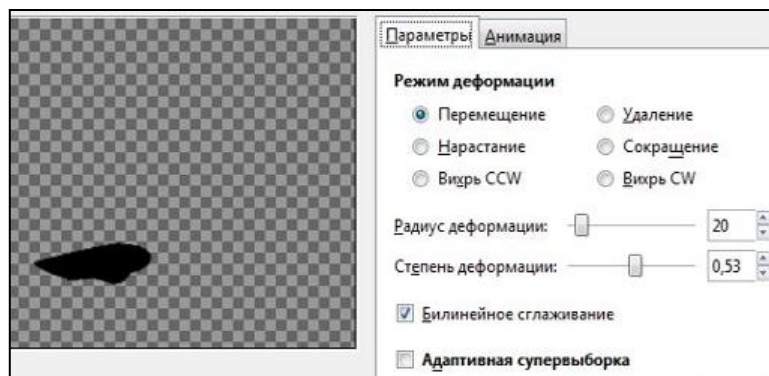 Параметры Анимация
Режим деформации
Перемещение Удаление
Нарастание Сокращение
Вихрь CCW Вихрь CW
Радиус деформации: 20
Степень деформации: 0,53
Билинейное сглаживание
Адаптивная супервыборка